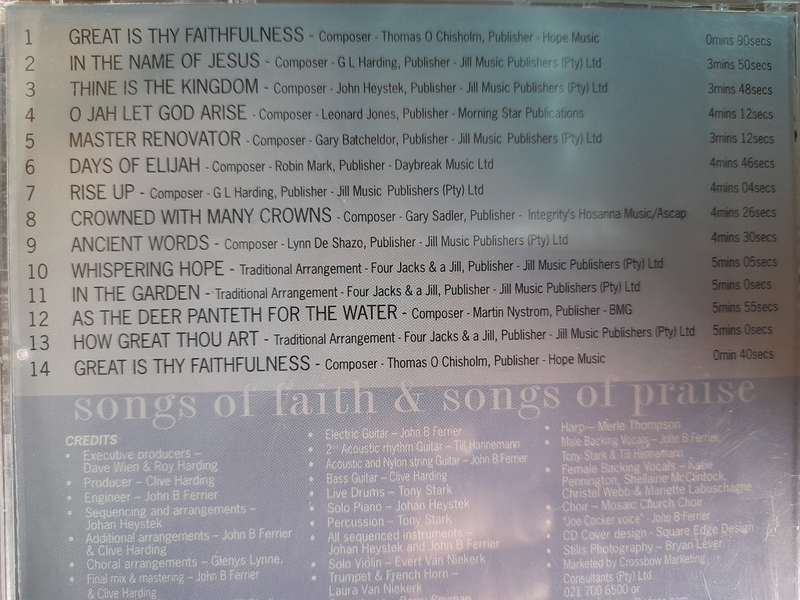 1 GREAT IS THY FAITHFULNESS - Composer - Thomas O Chisholm, Publisher - Hope Music 0mins 90secs
2 IN THE NAME OF JESUS - Composer - G L Harding, Publisher - Jill Music Publishers (Pty) Ltd 3mins 50secs
3 THINE IS THE KINGDOM - Composer - John Heystek, Publisher - Jill Music Publishers (Pty) Ltd 3mins 48secs
4 O JAH LET GOD ARISE - Composer - Leonard Jones, Publisher - Morning Star Publications 4mins 12secs
5 MASTER RENOVATOR - Composer - Gary Batcheldor, Publisher - Jill Music Publishers (Pty) Ltd 3mins 12secs
6 DAYS OF ELIJAH - Composer - Robin Mark, Publisher - Daybreak Music Ltd 4mins 46secs
7 RISE UP - Composer - G L Harding, Publisher - Jill Music Publishers (Pty) Ltd 4mins 04secs
8 CROWNED WITH MANY CROWNS - Composer - Gary Sadler, Publisher - Integrity's Hosanna Music/Ascap 4mins 26secs
9 ANCIENT WORDS - Composer - Lynn De Shazo, Publisher - Jill Music Publishers (Pty) Ltd 4mins 30secs
10 WHISPERING HOPE - Traditional Arrangement - Four Jacks & a Jill, Publisher - Jill Music Publishers (Pty) Ltd 5mins 05secs
11 IN THE GARDEN - Traditional Arrangement - Four Jacks & a Jill, Publisher - Jill Music Publishers (Pty) Ltd 5mins 0secs
12 AS THE DEER PANTETH FOR THE WATER - Composer - Martin Nystrom, Publisher - BMG 5mins 55secs
13 HOW GREAT THOU ART - Traditional Arrangement - Four Jacks & a Jill, Publisher - Jill Music Publishers (Pty) Ltd 5mins 0secs
14 GREAT IS THY FAITHFULNESS - Composer - Thomas O Chisholm, Publisher - Hope Music 0min 40secs
songs of faith & songs of praise
CREDITS
• Executive producers –
Dave Wien & Roy Harding
• Producer – Clive Harding
• Engineer – John B Ferrier
• Sequencing and arrangements –
Johan Heystek
• Additional arrangements – John B Ferrier
& Clive Harding
• Choral arrangements – Glenys Lynne,
• Final mix & mastering – John B Ferrier
& Clive Harding
• Electric Guitar – John B Ferrier
• 2nd Acoustic rhythm Guitar – Till Hannemann
• Acoustic and Nylon string Guitar – John B Ferrier
• Bass Guitar – Clive Harding
• Live Drums – Tony Stark
• Solo Piano – Johan Heystek
• Percussion – Tony Stark
• All sequenced instruments –
Johan Heystek and John B Ferrier
• Solo Violin – Evert Van Niekerk
• Trumpet & French Horn –
Laura Van Niekerk
• Harp – Merle Thompson
• Male Backing Vocals – John B Ferrier,
Tony Stark & Till Hannemann
• Female Backing Vocals – Katie
Pennington, Shellaine McClintock,
Christel Webb & Mariette Labuschagne
• Choir – Mosaic Church Choir
• "Joe Cocker voice" - John B Ferrier
• CD Cover design - Square Edge Design
• Stills Photography – Bryan Lever
Marketed by Crossbow Marketing
Consultants (Pty) Ltd
021 700 6500 or